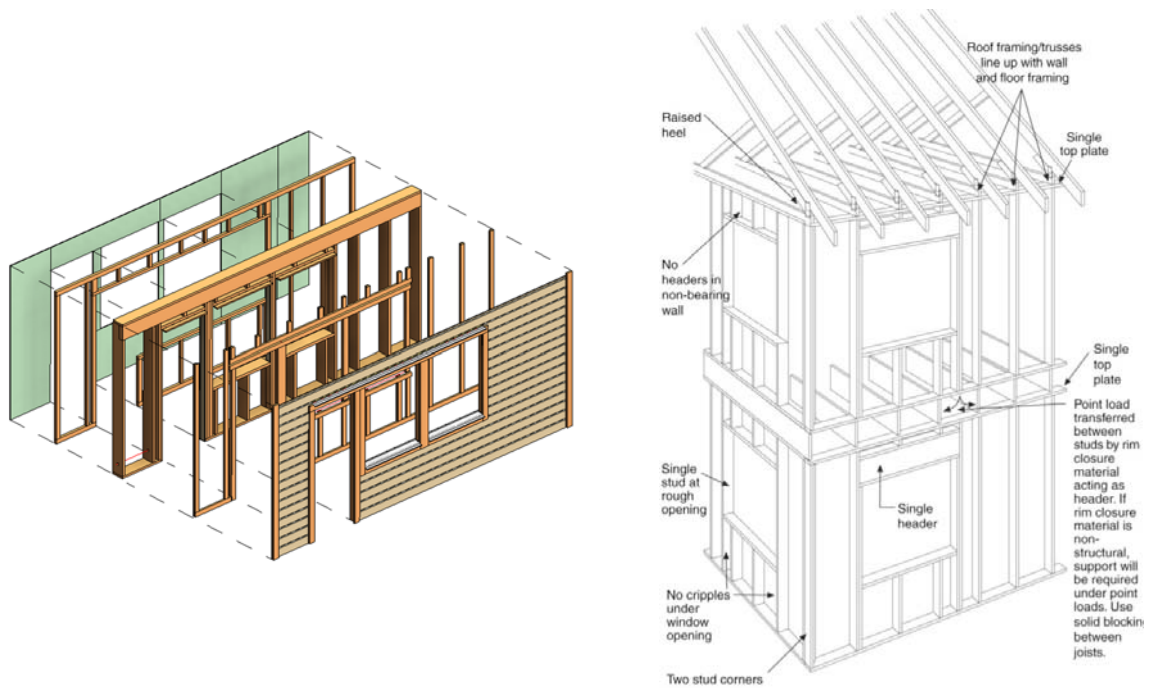 Roof framing/trusses
line up with wall
and floor framing
Raised
heel
Single
top plate
No
headers in
non-bearing
wall
Single
top
plate
Point load
transferred
between
studs by rim
closure
material
acting as
header. If
rim closure
material is
non-
structural,
support will
be required
under point
loads. Use
solid blocking
between
joists.
Single
stud at
rough
opening
Single
header
No cripples
under
window
opening
Two stud corners